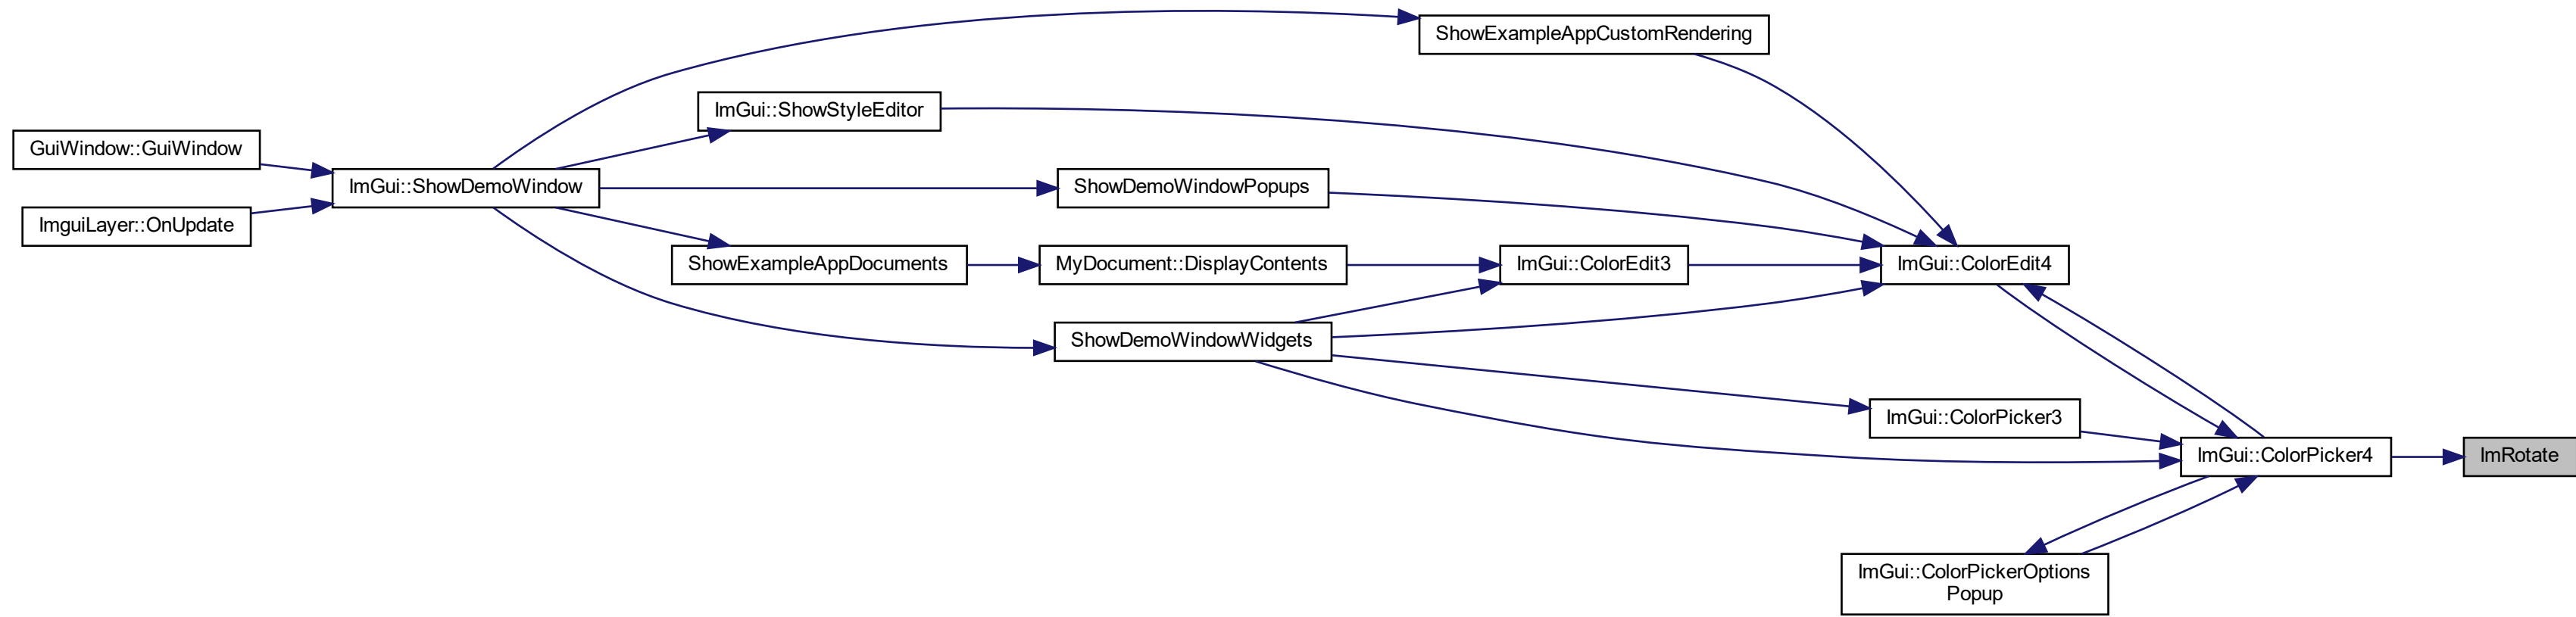 ShowExampleAppCustomRendering
ImGui::ShowStyleEditor
GuiWindow::GuiWindow
ImGui::ShowDemoWindow
ShowDemoWindowPopups
ImguiLayer::OnUpdate
ShowExampleAppDocuments
MyDocument::DisplayContents
ImGui::ColorEdit3
ImGui::ColorEdit4
ShowDemoWindowWidgets
ImGui::ColorPicker3
ImGui::ColorPicker4
ImRotate
ImGui::ColorPickerOptions
Popup